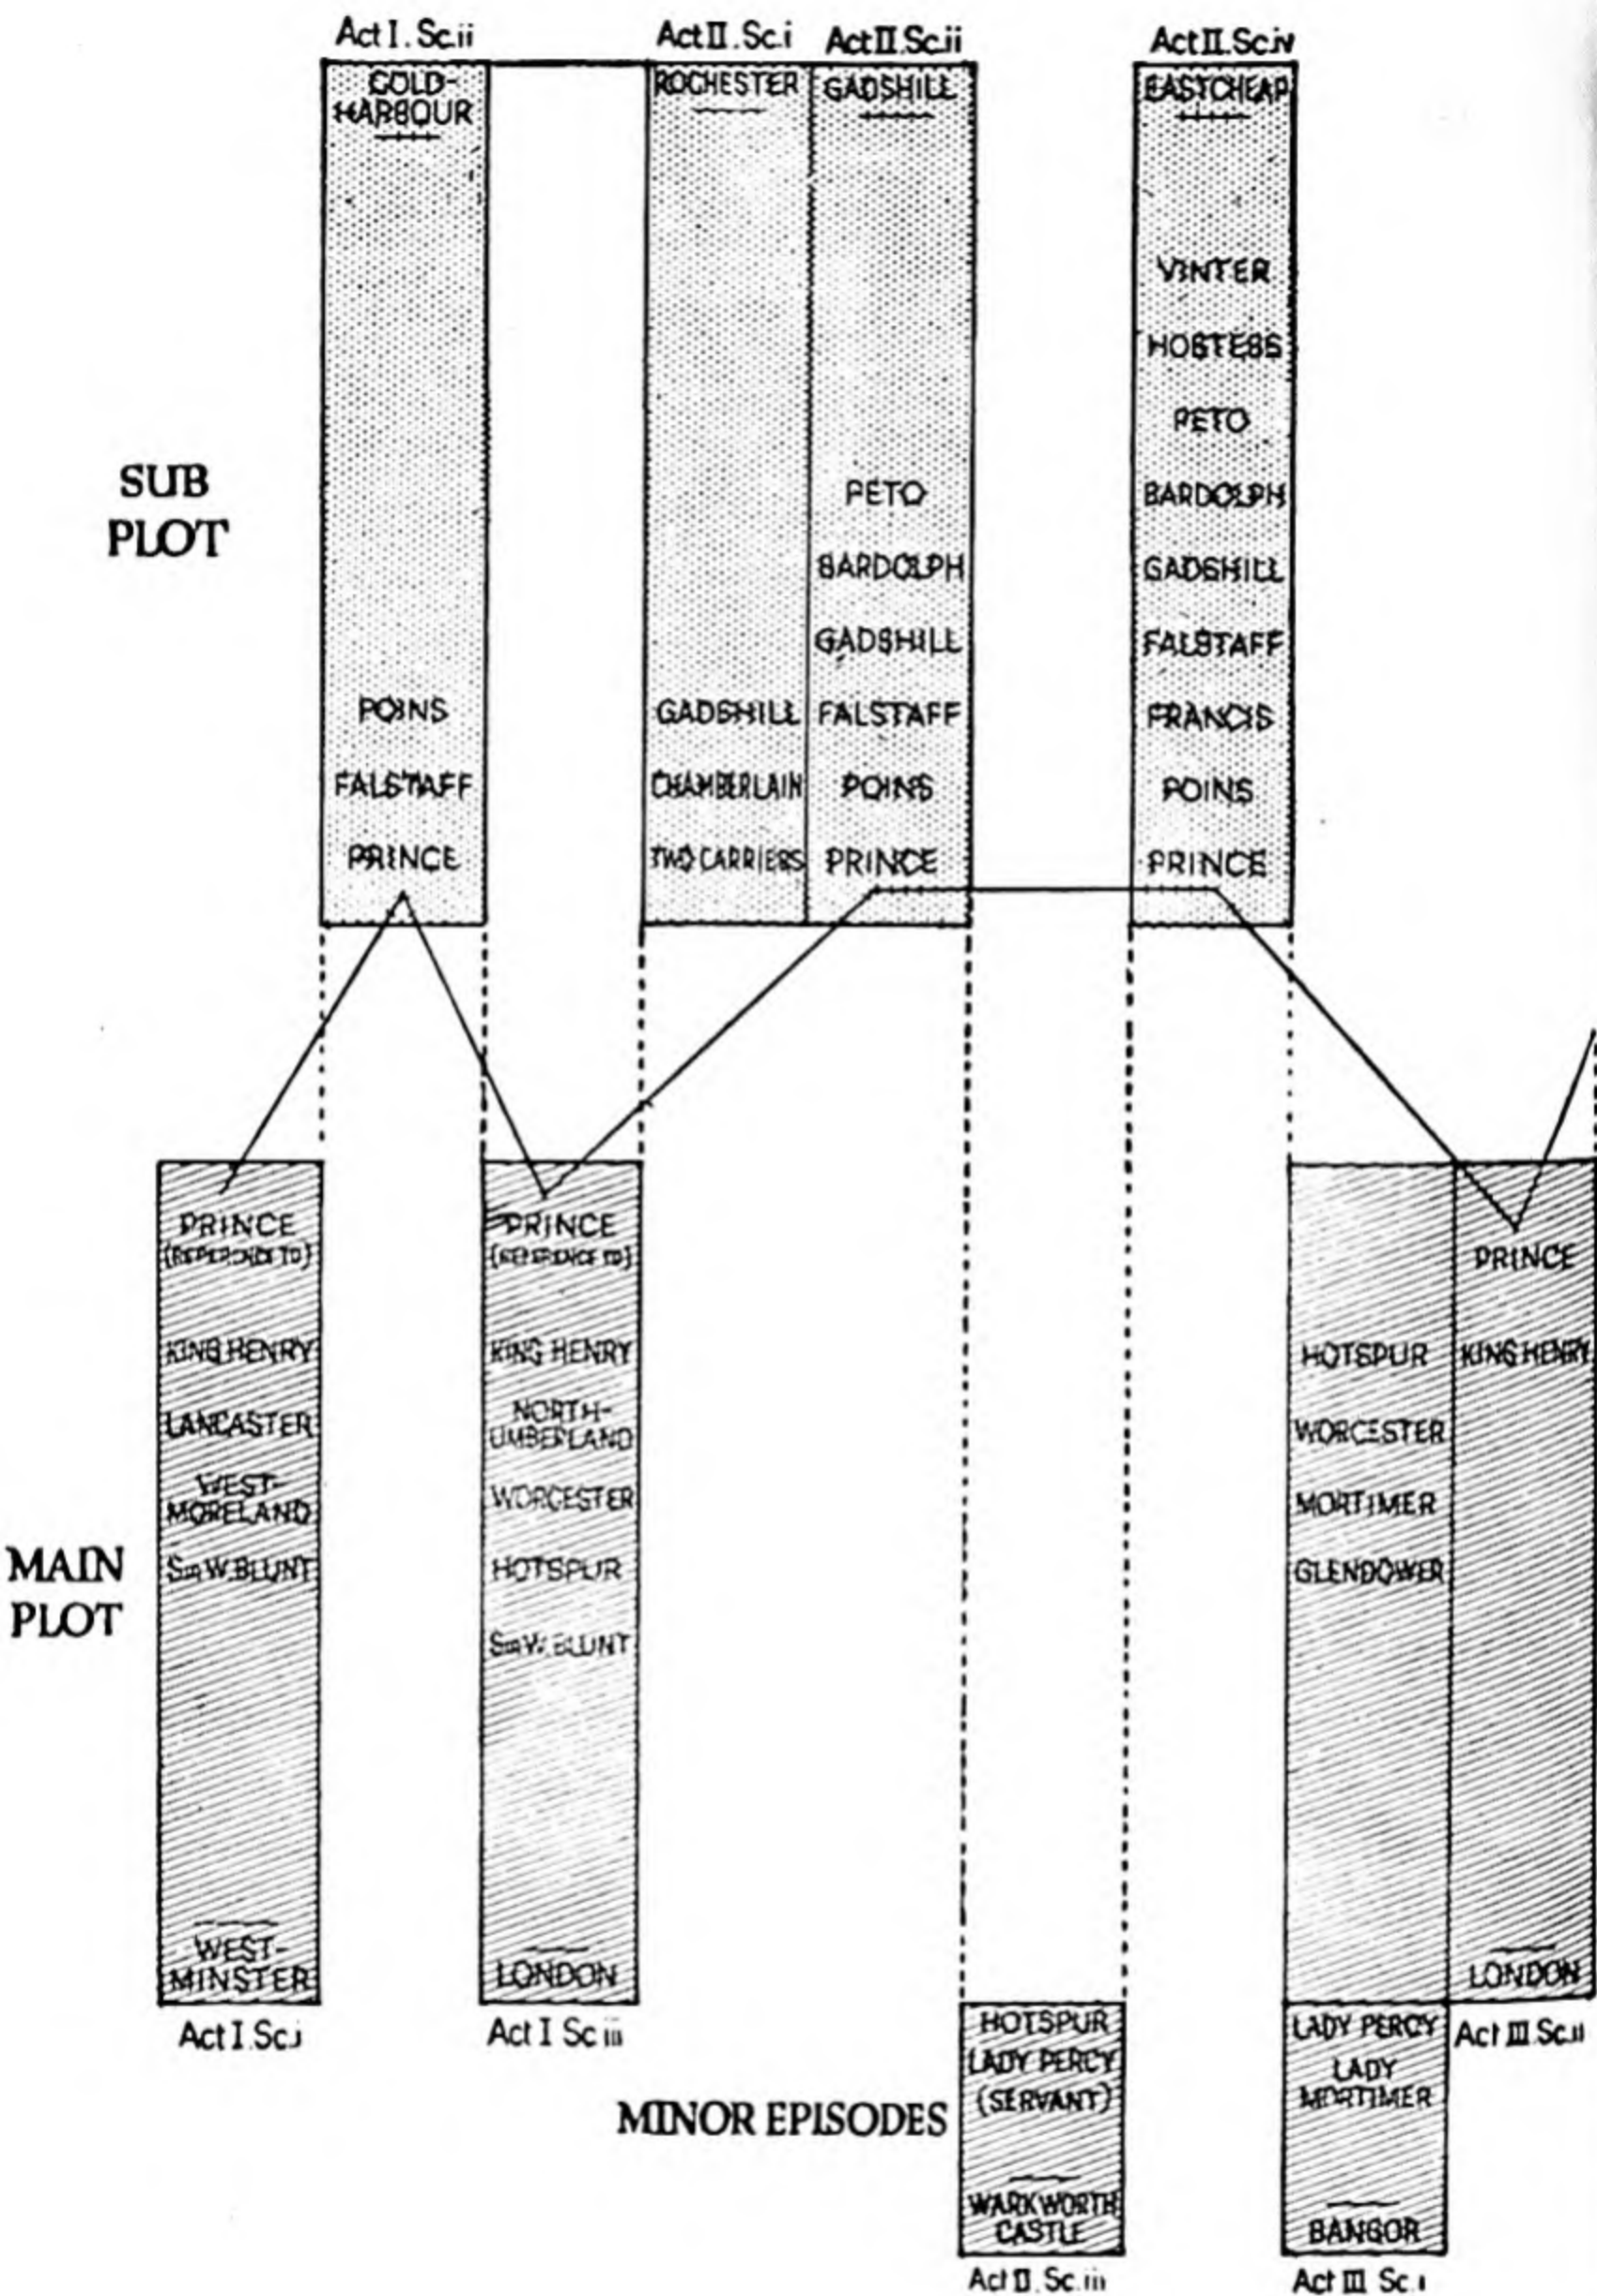 Act I. Sc.ii
COLD-
HARBOUR
POINS
FALSTAFF
PRINCE
Act II. Sc.i
ROCHESTER
GADSHILL
CHAMBERLAIN
TWO CARRIERS
Act II. Sc.ii
GADSHILL
PETO
BARDOLPH
GADSHILL
FALSTAFF
POINS
PRINCE
Act II. Sc.iv
EASTCHEAP
VINTER
HOSTESS
PETO
BARDOLPH
GADSHILL
FALSTAFF
FRANCIS
POINS
PRINCE
SUB
PLOT
MAIN
PLOT
PRINCE
(REFERENCE TO)
KING HENRY
LANCASTER
WEST-
MORELAND
SIR W. BLUNT
WEST-
MINSTER
Act I. Sc.i
PRINCE
(REFERENCE TO)
KING HENRY
NORTH-
UMBERLAND
WORCESTER
HOTSPUR
SIR W. BLUNT
LONDON
Act I Sc iii
MINOR EPISODES
HOTSPUR
LADY PERCY
(SERVANT)
WARKWORTH
CASTLE
Act II. Sc. iii
HOTSPUR
WORCESTER
MORTIMER
GLENDOWER
LADY PERCY
LADY
MORTIMER
BANGOR
Act III Sc. i
PRINCE
KING HENRY
LONDON
Act III. Sc.ii